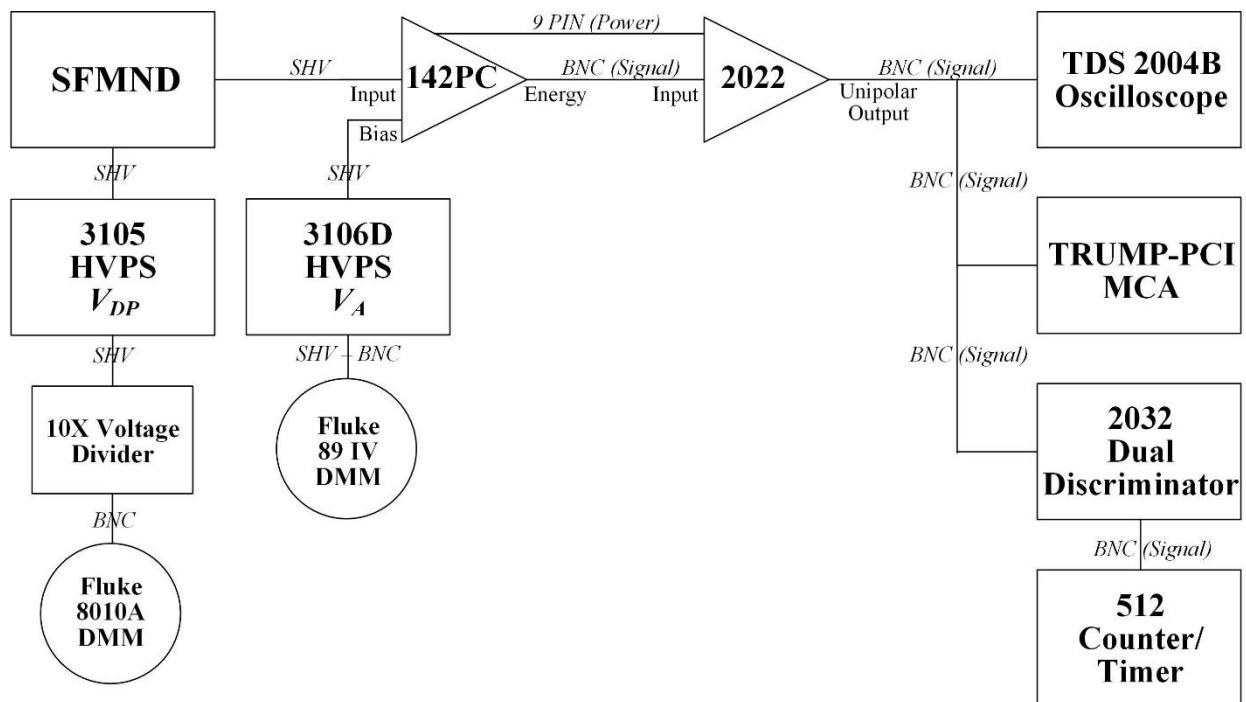 9 PIN (Power)
SFMND
SHV
142PC
BNC (Signal)
2022
BNC (Signal)
TDS 2004B
Oscilloscope
Input
Energy
Input
Unipolar
Output
Bias
SHV
SHV
BNC (Signal)
3105
HVPS
V_DP
3106D
HVPS
V_A
TRUMP-PCI
MCA
SHV
SHV – BNC
BNC (Signal)
10X Voltage
Divider
Fluke
89 IV
DMM
2032
Dual
Discriminator
BNC
BNC (Signal)
Fluke
8010A
DMM
512
Counter/
Timer